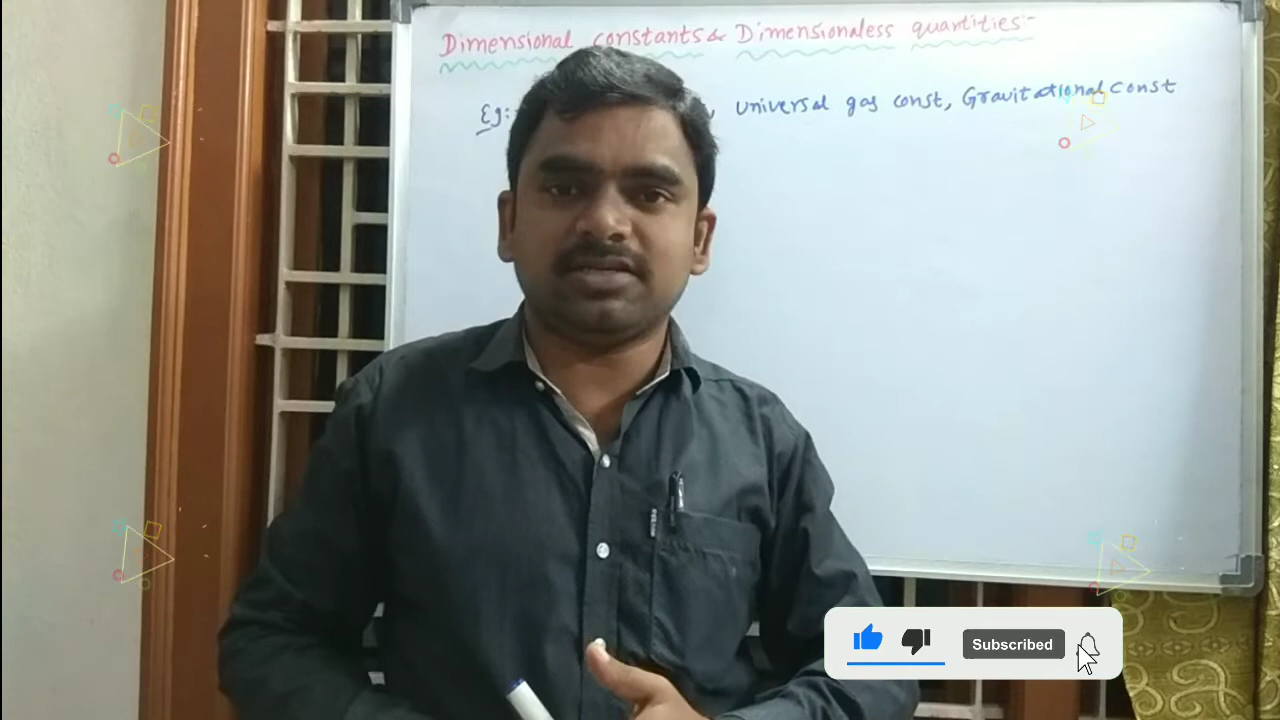 Dimensional constants & Dimensionless quantities:-
Eg: , universal gas const, Gravitational const
Subscribed